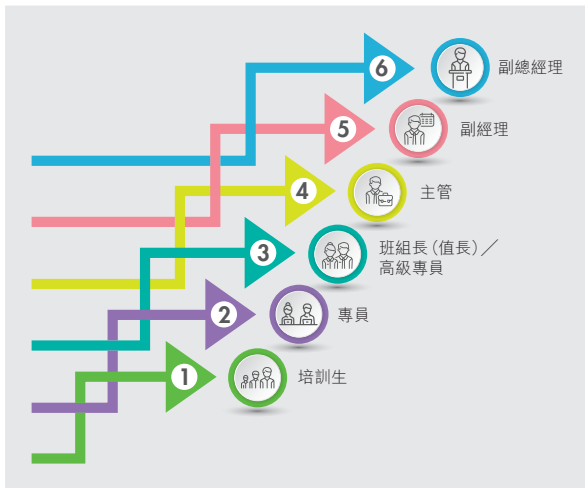 6 副總經理
5 副經理
4 主管
3 班組長（值長）／
高級專員
2 專員
1 培訓生